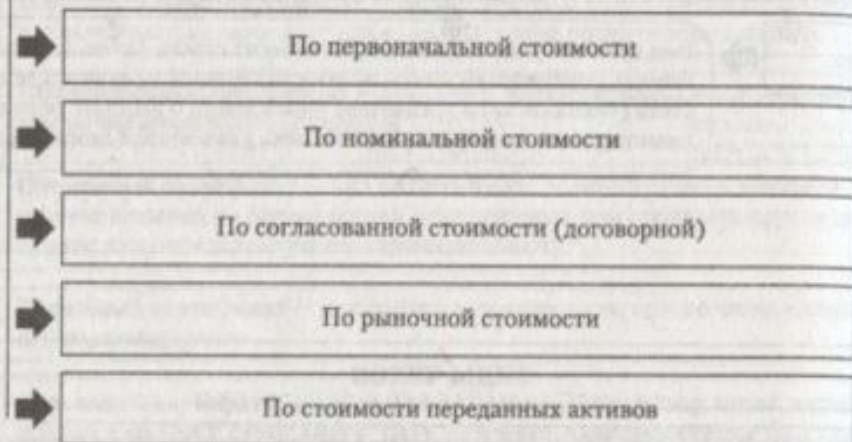 По первоначальной стоимости
По номинальной стоимости
По согласованной стоимости (договорной)
По рыночной стоимости
По стоимости переданных активов